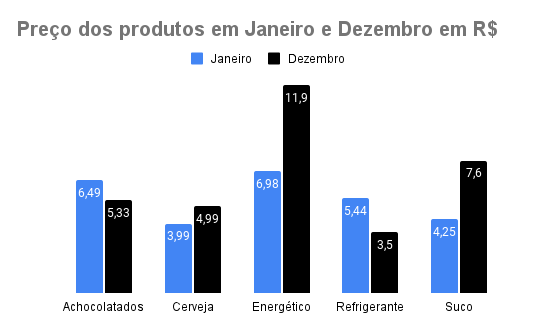 Preço dos produtos em Janeiro e Dezembro em R$
Janeiro Dezembro
6,49 5,33 3,99 4,99 6,98 11,9 5,44 3,5 4,25 7,6
Achocolatados Cerveja Energético Refrigerante Suco